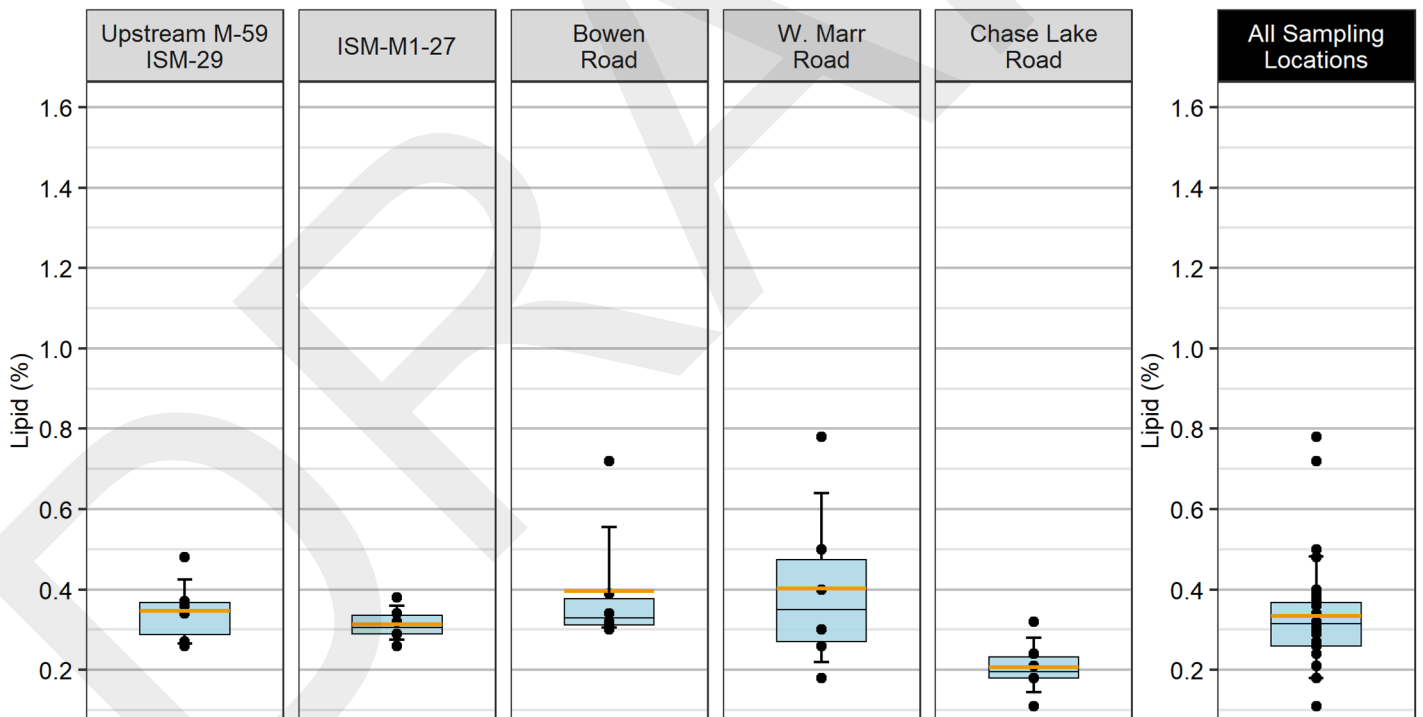 Upstream M-59
ISM-29
ISM-M1-27
Bowen
Road
W. Marr
Road
Chase Lake
Road
All Sampling
Locations
Lipid (%)
1.6
1.4
1.2
1.0
0.8
0.6
0.4
0.2
Lipid (%)
1.6
1.4
1.2
1.0
0.8
0.6
0.4
0.2
DRA